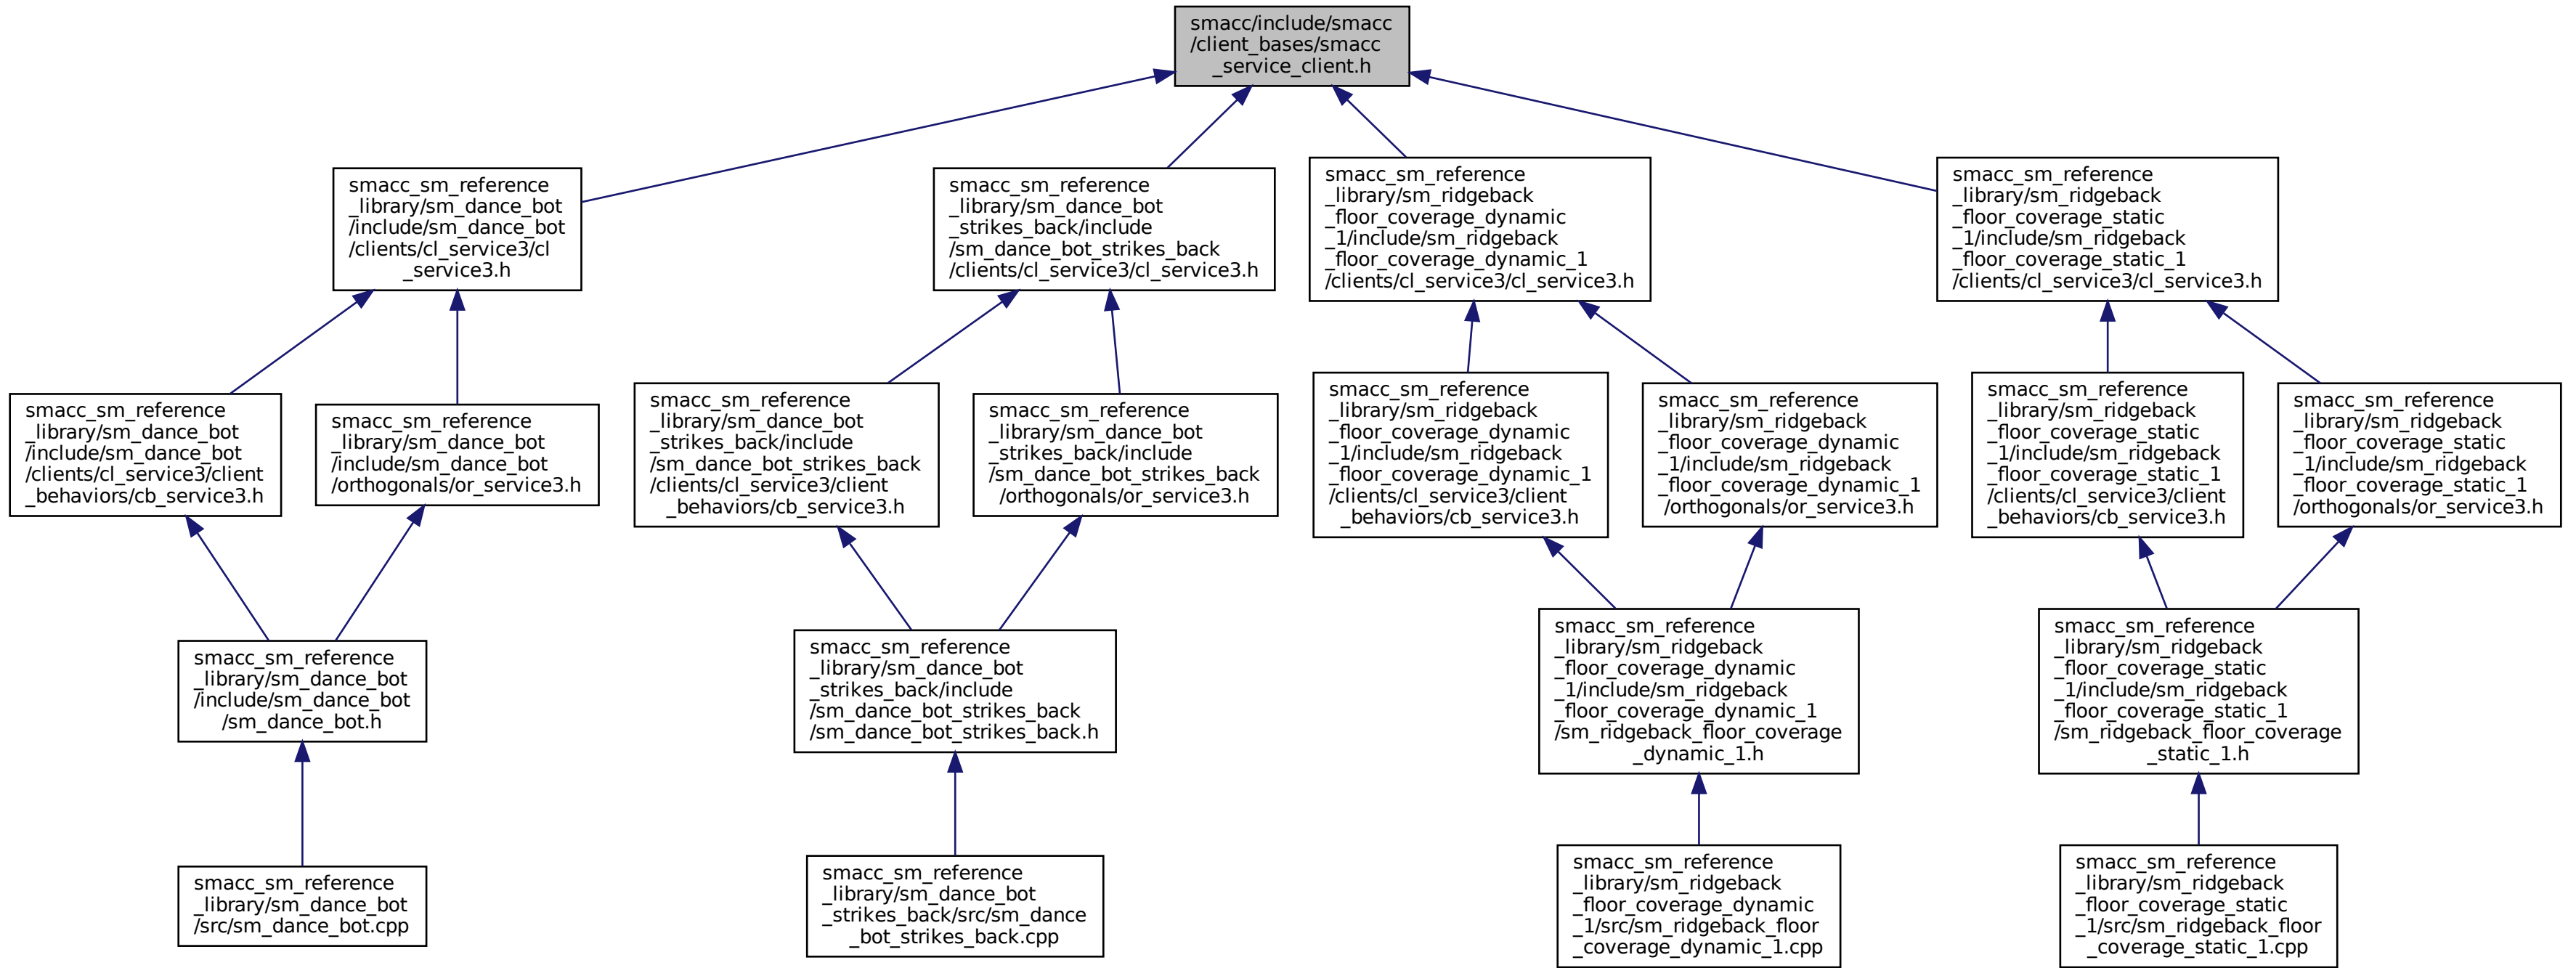 smacc/include/smacc
/client_bases/smacc
_service_client.h
smacc_sm_reference
_library/sm_dance_bot
/include/sm_dance_bot
/clients/cl_service3/cl
_service3.h
smacc_sm_reference
_library/sm_dance_bot
_strikes_back/include
/sm_dance_bot_strikes_back
/clients/cl_service3/cl_service3.h
smacc_sm_reference
_library/sm_ridgeback
_floor_coverage_dynamic
_1/include/sm_ridgeback
_floor_coverage_dynamic_1
/clients/cl_service3/cl_service3.h
smacc_sm_reference
_library/sm_ridgeback
_floor_coverage_static
_1/include/sm_ridgeback
_floor_coverage_static_1
/clients/cl_service3/cl_service3.h
smacc_sm_reference
_library/sm_dance_bot
/include/sm_dance_bot
/clients/cl_service3/client
_behaviors/cb_service3.h
smacc_sm_reference
_library/sm_dance_bot
/include/sm_dance_bot
/orthogonals/or_service3.h
smacc_sm_reference
_library/sm_dance_bot
_strikes_back/include
/sm_dance_bot_strikes_back
/clients/cl_service3/client
_behaviors/cb_service3.h
smacc_sm_reference
_library/sm_dance_bot
_strikes_back/include
/sm_dance_bot_strikes_back
/orthogonals/or_service3.h
smacc_sm_reference
_library/sm_ridgeback
_floor_coverage_dynamic
_1/include/sm_ridgeback
_floor_coverage_dynamic_1
/clients/cl_service3/client
_behaviors/cb_service3.h
smacc_sm_reference
_library/sm_ridgeback
_floor_coverage_dynamic
_1/include/sm_ridgeback
_floor_coverage_dynamic_1
/orthogonals/or_service3.h
smacc_sm_reference
_library/sm_ridgeback
_floor_coverage_static
_1/include/sm_ridgeback
_floor_coverage_static_1
/clients/cl_service3/client
_behaviors/cb_service3.h
smacc_sm_reference
_library/sm_ridgeback
_floor_coverage_static
_1/include/sm_ridgeback
_floor_coverage_static_1
/orthogonals/or_service3.h
smacc_sm_reference
_library/sm_dance_bot
/include/sm_dance_bot
/sm_dance_bot.h
smacc_sm_reference
_library/sm_dance_bot
_strikes_back/include
/sm_dance_bot_strikes_back
/sm_dance_bot_strikes_back.h
smacc_sm_reference
_library/sm_ridgeback
_floor_coverage_dynamic
_1/include/sm_ridgeback
_floor_coverage_dynamic_1
/sm_ridgeback_floor_coverage
_dynamic_1.h
smacc_sm_reference
_library/sm_ridgeback
_floor_coverage_static
_1/include/sm_ridgeback
_floor_coverage_static_1
/sm_ridgeback_floor_coverage
_static_1.h
smacc_sm_reference
_library/sm_dance_bot
/src/sm_dance_bot.cpp
smacc_sm_reference
_library/sm_dance_bot
_strikes_back/src/sm_dance
_bot_strikes_back.cpp
smacc_sm_reference
_library/sm_ridgeback
_floor_coverage_dynamic
_1/src/sm_ridgeback_floor
_coverage_dynamic_1.cpp
smacc_sm_reference
_library/sm_ridgeback
_floor_coverage_static
_1/src/sm_ridgeback_floor
_coverage_static_1.cpp